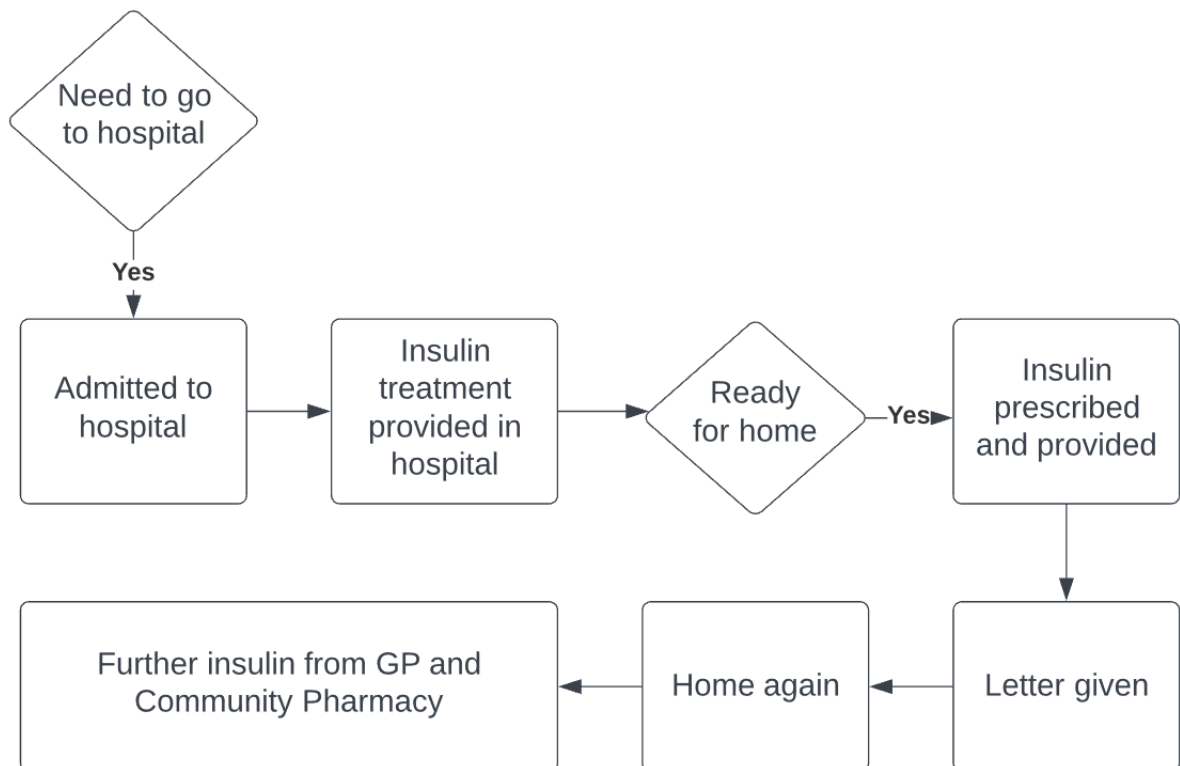 Need to go
to hospital
Yes
Admitted to
hospital
Insulin
treatment
provided in
hospital
Ready
for home
Yes
Insulin
prescribed
and provided
Letter given
Home again
Further insulin from GP and
Community Pharmacy